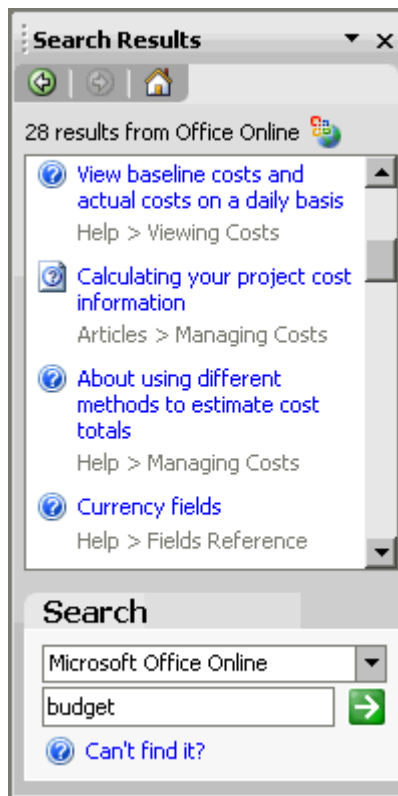 Search Results
28 results from Office Online
View baseline costs and
actual costs on a daily basis
Help > Viewing Costs
Calculating your project cost
information
Articles > Managing Costs
About using different
methods to estimate cost
totals
Help > Managing Costs
Currency fields
Help > Fields Reference
Search
Microsoft Office Online
budget
Can't find it?